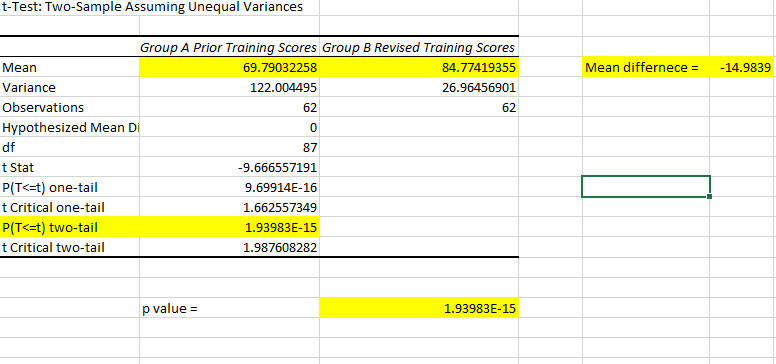 t-Test: Two-Sample Assuming Unequal Variances
Group A Prior Training Scores Group B Revised Training Scores
Mean 69.79032258 84.77419355 Mean differnece = -14.9839
Variance 122.004495 26.96456901
Observations 62 62
Hypothesized Mean Di 0
df 87
t Stat -9.666557191
P(T<=t) one-tail 9.69914E-16
t Critical one-tail 1.662557349
P(T<=t) two-tail 1.93983E-15
t Critical two-tail 1.987608282
p value = 1.93983E-15